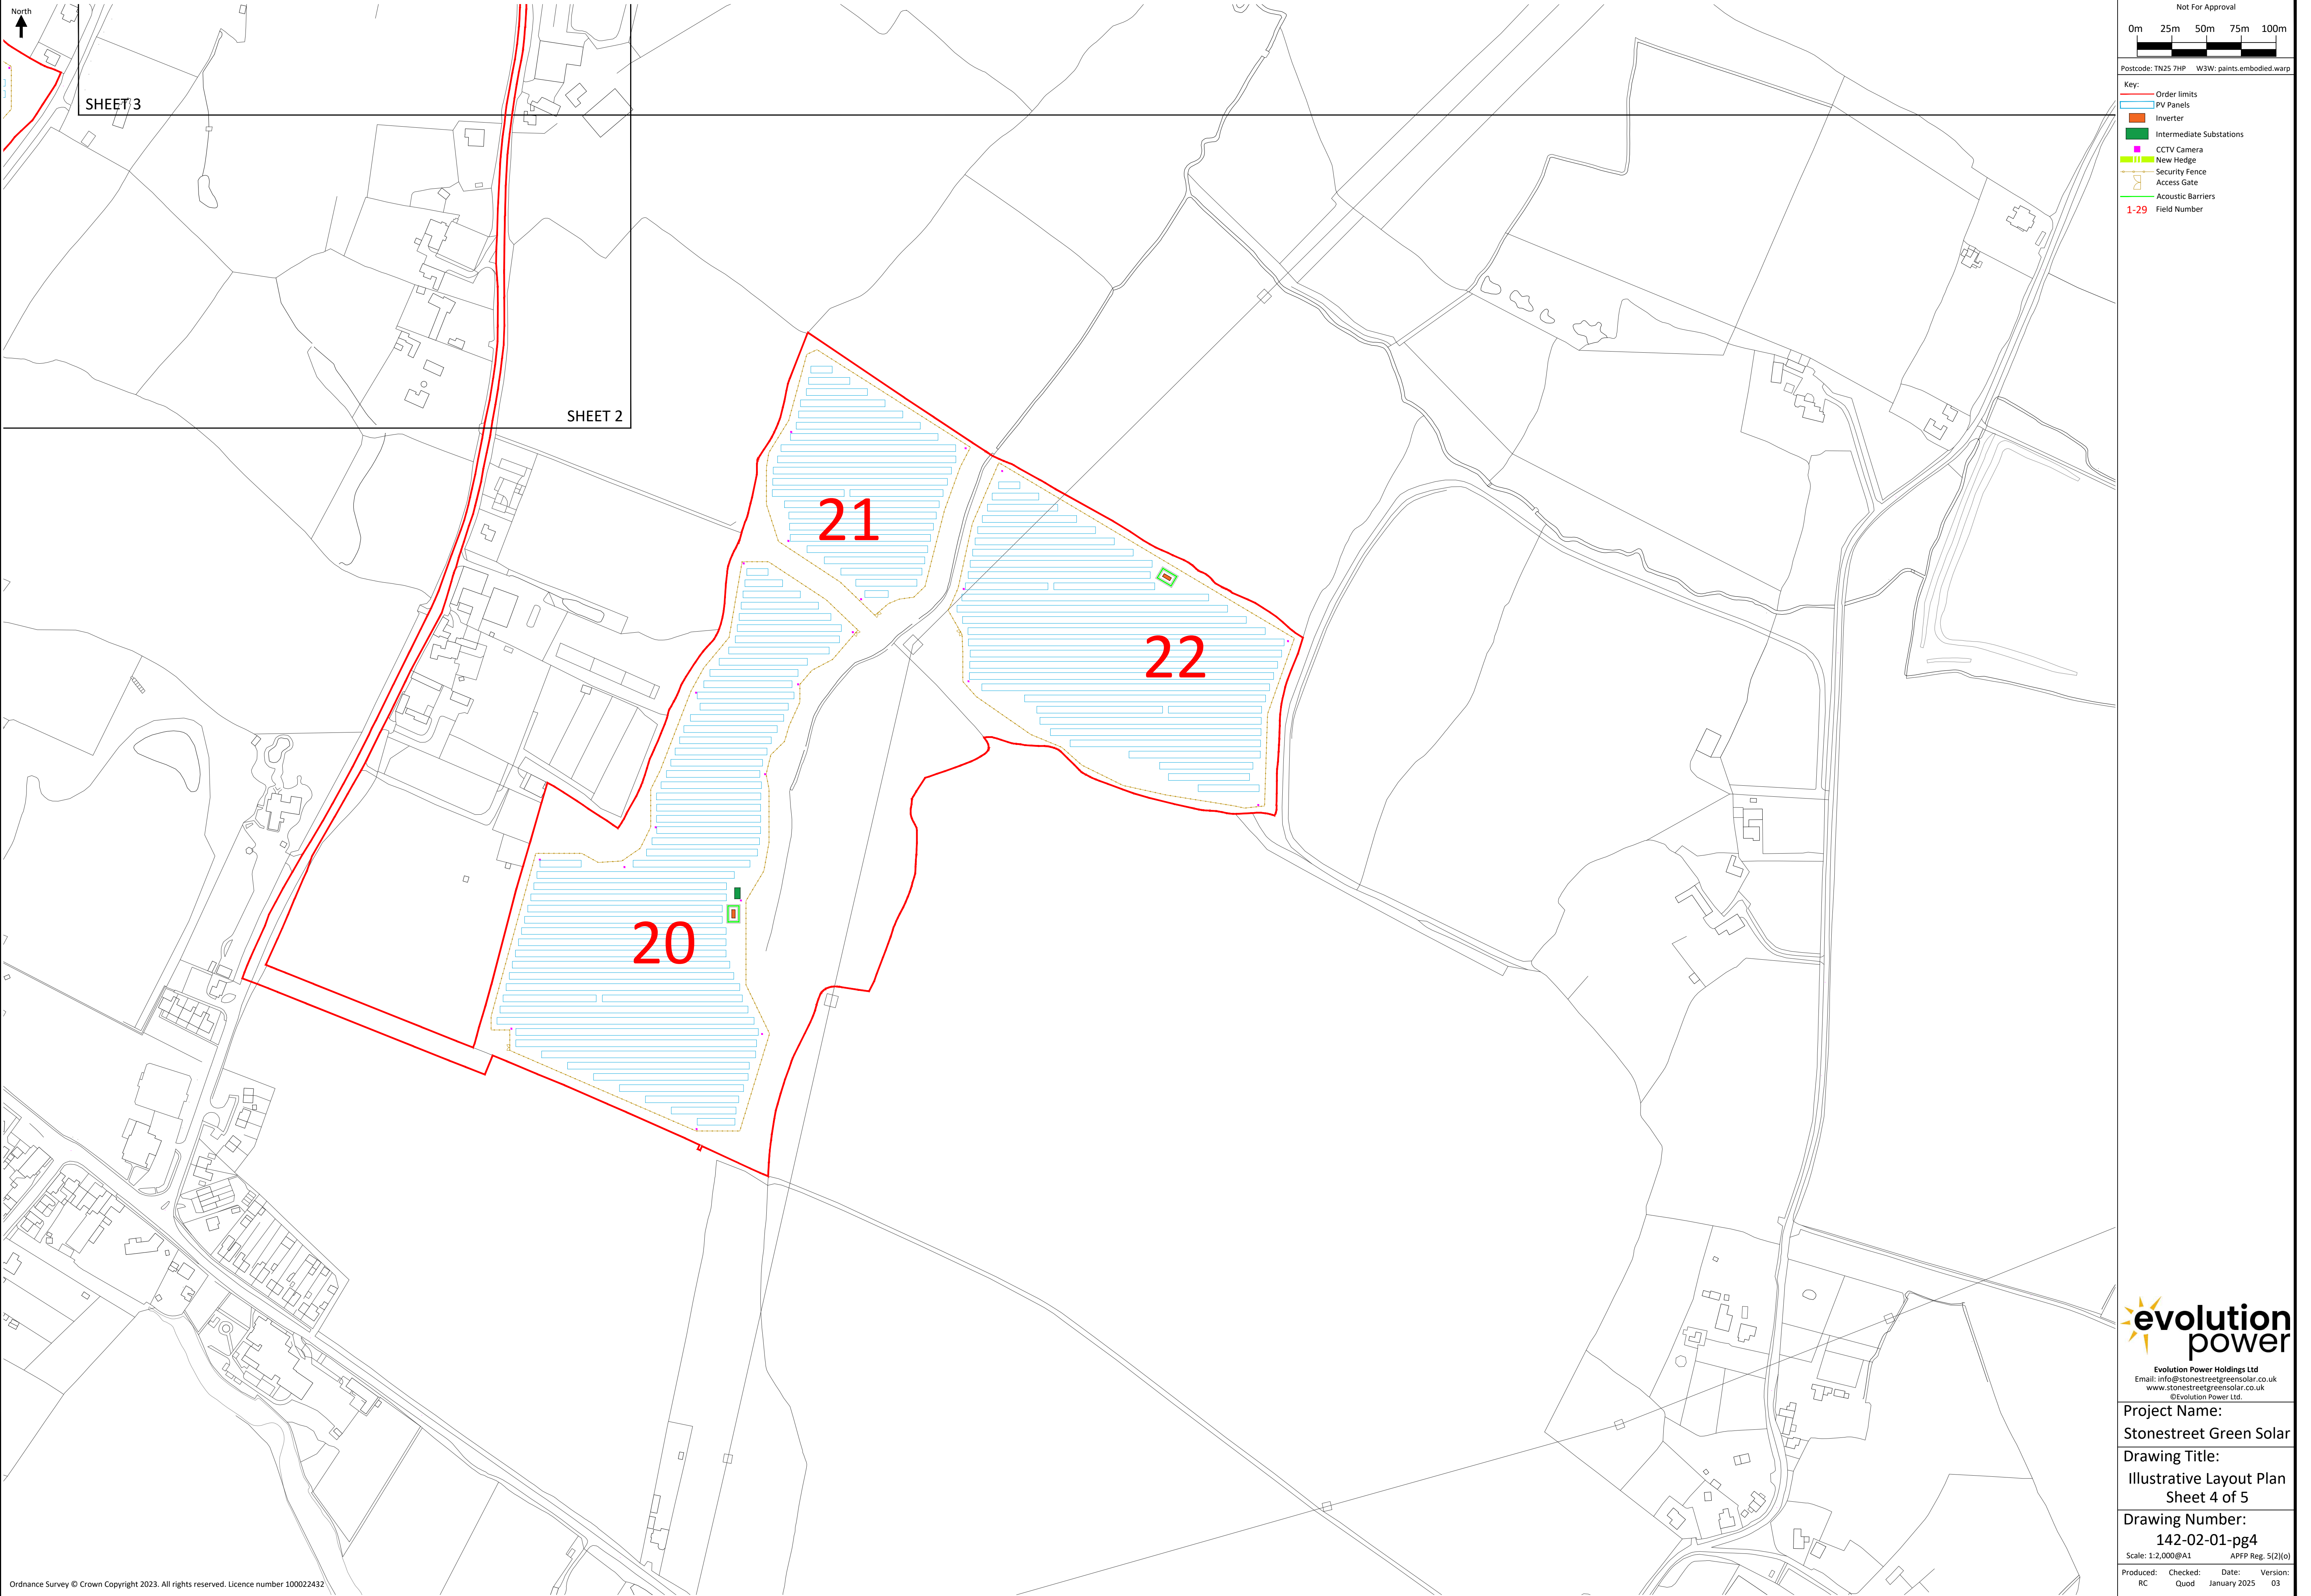 North
SHEET 3
SHEET 2
21
22
20
Ordnance Survey © Crown Copyright 2023. All rights reserved. Licence number 100022432
Not For Approval
0m 25m 50m 75m 100m
Postcode: TN25 7HP W3W: paints.embodied.warp
Key:
Order limits
PV Panels
Inverter
Intermediate Substations
CCTV Camera
New Hedge
Security Fence
Access Gate
Acoustic Barriers
1-29 Field Number
evolution
power
Evolution Power Holdings Ltd
Email: info@stonestreetgreensolar.co.uk
www.stonestreetgreensolar.co.uk
©Evolution Power Ltd.
Project Name:
Stonestreet Green Solar
Drawing Title:
Illustrative Layout Plan
Sheet 4 of 5
Drawing Number:
142-02-01-pg4
Scale: 1:2,000@A1 APFP Reg. 5(2)(o)
Produced: Checked: Date: Version:
RC Quod January 2025 03